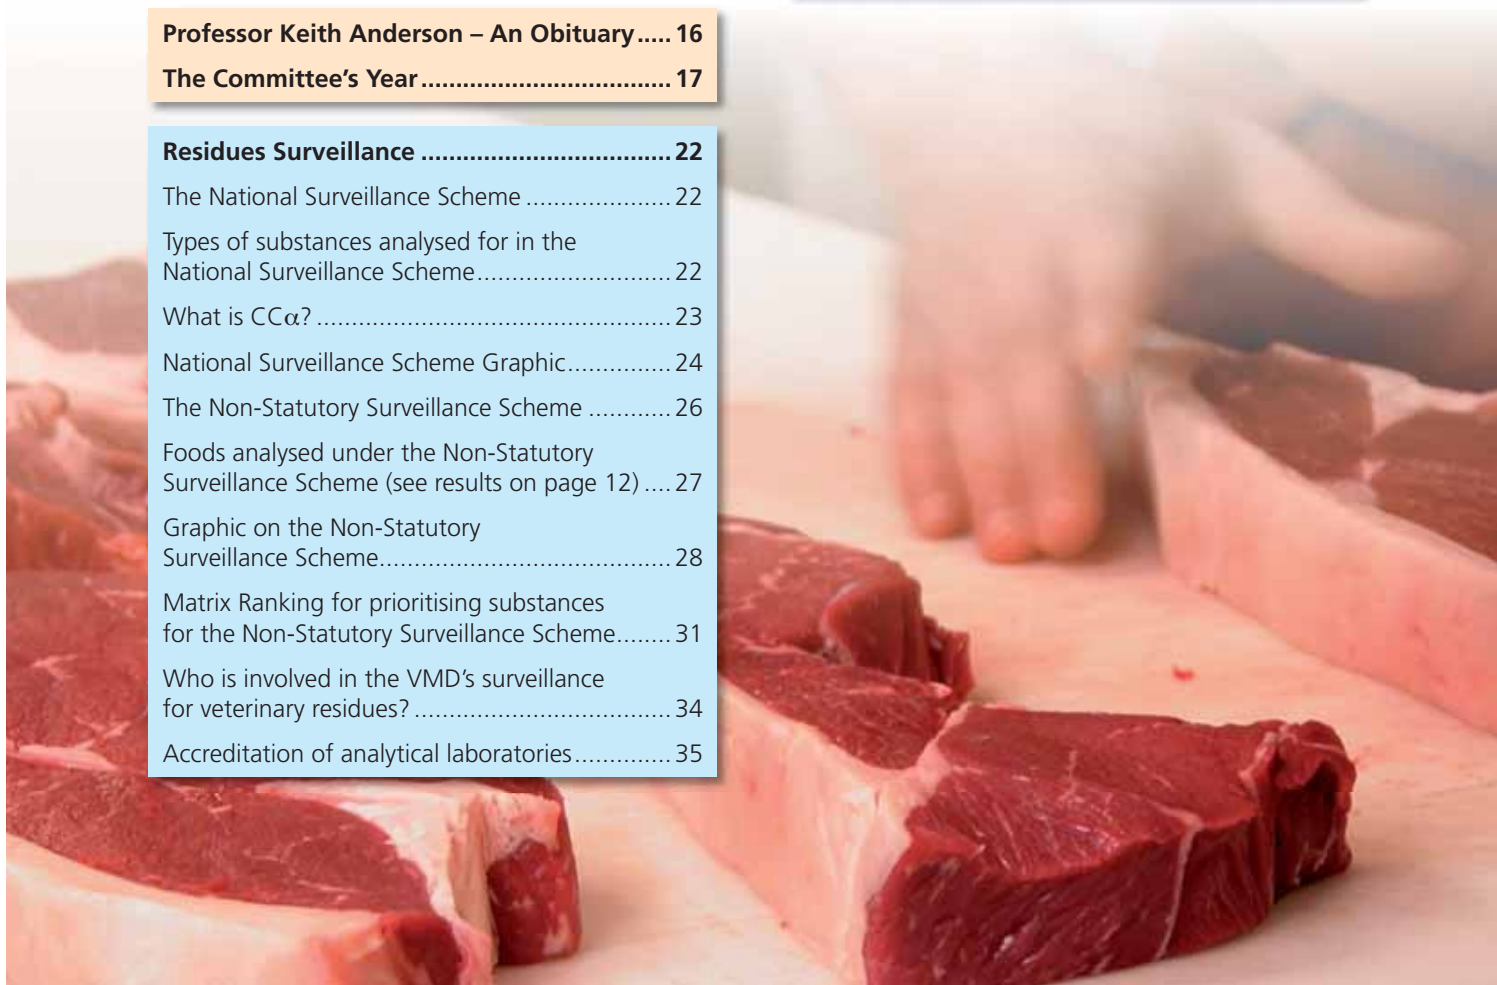 Professor Keith Anderson – An Obituary ..... 16
The Committee's Year .................................... 17
Residues Surveillance .................................... 22
The National Surveillance Scheme ..................... 22
Types of substances analysed for in the
National Surveillance Scheme ............................ 22
What is CCα? ................................................... 23
National Surveillance Scheme Graphic ............... 24
The Non-Statutory Surveillance Scheme ............ 26
Foods analysed under the Non-Statutory
Surveillance Scheme (see results on page 12) .... 27
Graphic on the Non-Statutory
Surveillance Scheme .......................................... 28
Matrix Ranking for prioritising substances
for the Non-Statutory Surveillance Scheme ........ 31
Who is involved in the VMD's surveillance
for veterinary residues? ..................................... 34
Accreditation of analytical laboratories .............. 35